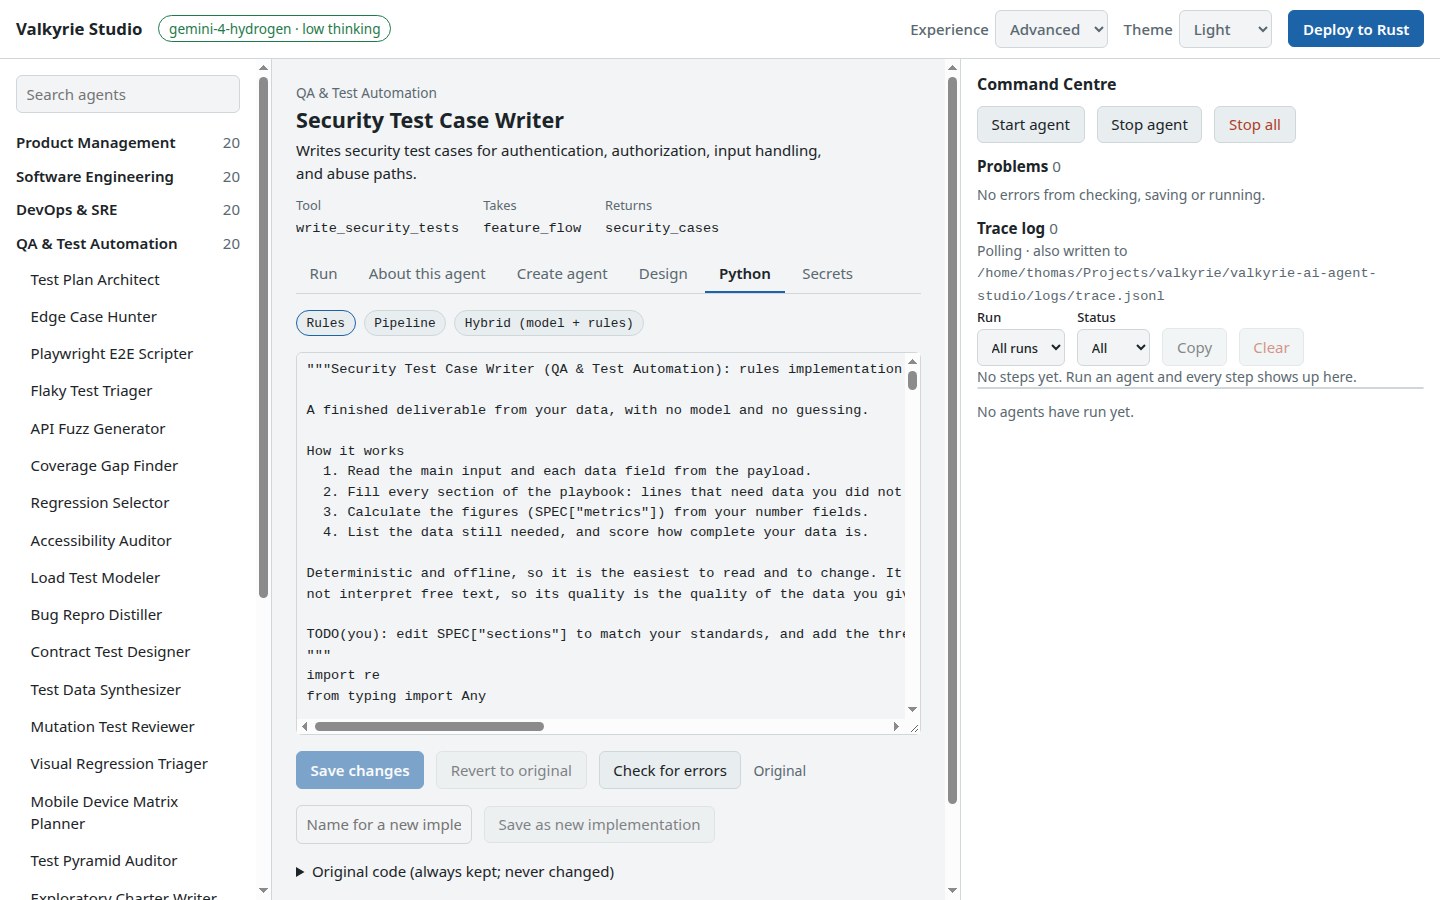 Valkyrie Studio
gemini-4-hydrogen · low thinking
Experience
Advanced
Theme
Light
Deploy to Rust
Search agents
Product Management 20
Software Engineering 20
DevOps & SRE 20
QA & Test Automation 20
Test Plan Architect
Edge Case Hunter
Playwright E2E Scripter
Flaky Test Triager
API Fuzz Generator
Coverage Gap Finder
Regression Selector
Accessibility Auditor
Load Test Modeler
Bug Repro Distiller
Contract Test Designer
Test Data Synthesizer
Mutation Test Reviewer
Visual Regression Triager
Mobile Device Matrix
Planner
Test Pyramid Auditor
Exploratory Charter Writer
QA & Test Automation
Security Test Case Writer
Writes security test cases for authentication, authorization, input handling,
and abuse paths.
Tool Takes Returns
write_security_tests feature_flow security_cases
Run About this agent Create agent Design Python Secrets
Rules Pipeline Hybrid (model + rules)
"""Security Test Case Writer (QA & Test Automation): rules implementation
A finished deliverable from your data, with no model and no guessing.
How it works
1. Read the main input and each data field from the payload.
2. Fill every section of the playbook: lines that need data you did not
3. Calculate the figures (SPEC["metrics"]) from your number fields.
4. List the data still needed, and score how complete your data is.
Deterministic and offline, so it is the easiest to read and to change. It
not interpret free text, so its quality is the quality of the data you giv
TODO(you): edit SPEC["sections"] to match your standards, and add the thre
"""
import re
from typing import Any
Save changes Revert to original Check for errors Original
Name for a new imple Save as new implementation
Original code (always kept; never changed)
Command Centre
Start agent Stop agent Stop all
Problems 0
No errors from checking, saving or running.
Trace log 0
Polling · also written to
/home/thomas/Projects/valkyrie/valkyrie-ai-agent-
studio/logs/trace.jsonl
Run Status
All runs All Copy Clear
No steps yet. Run an agent and every step shows up here.
No agents have run yet.